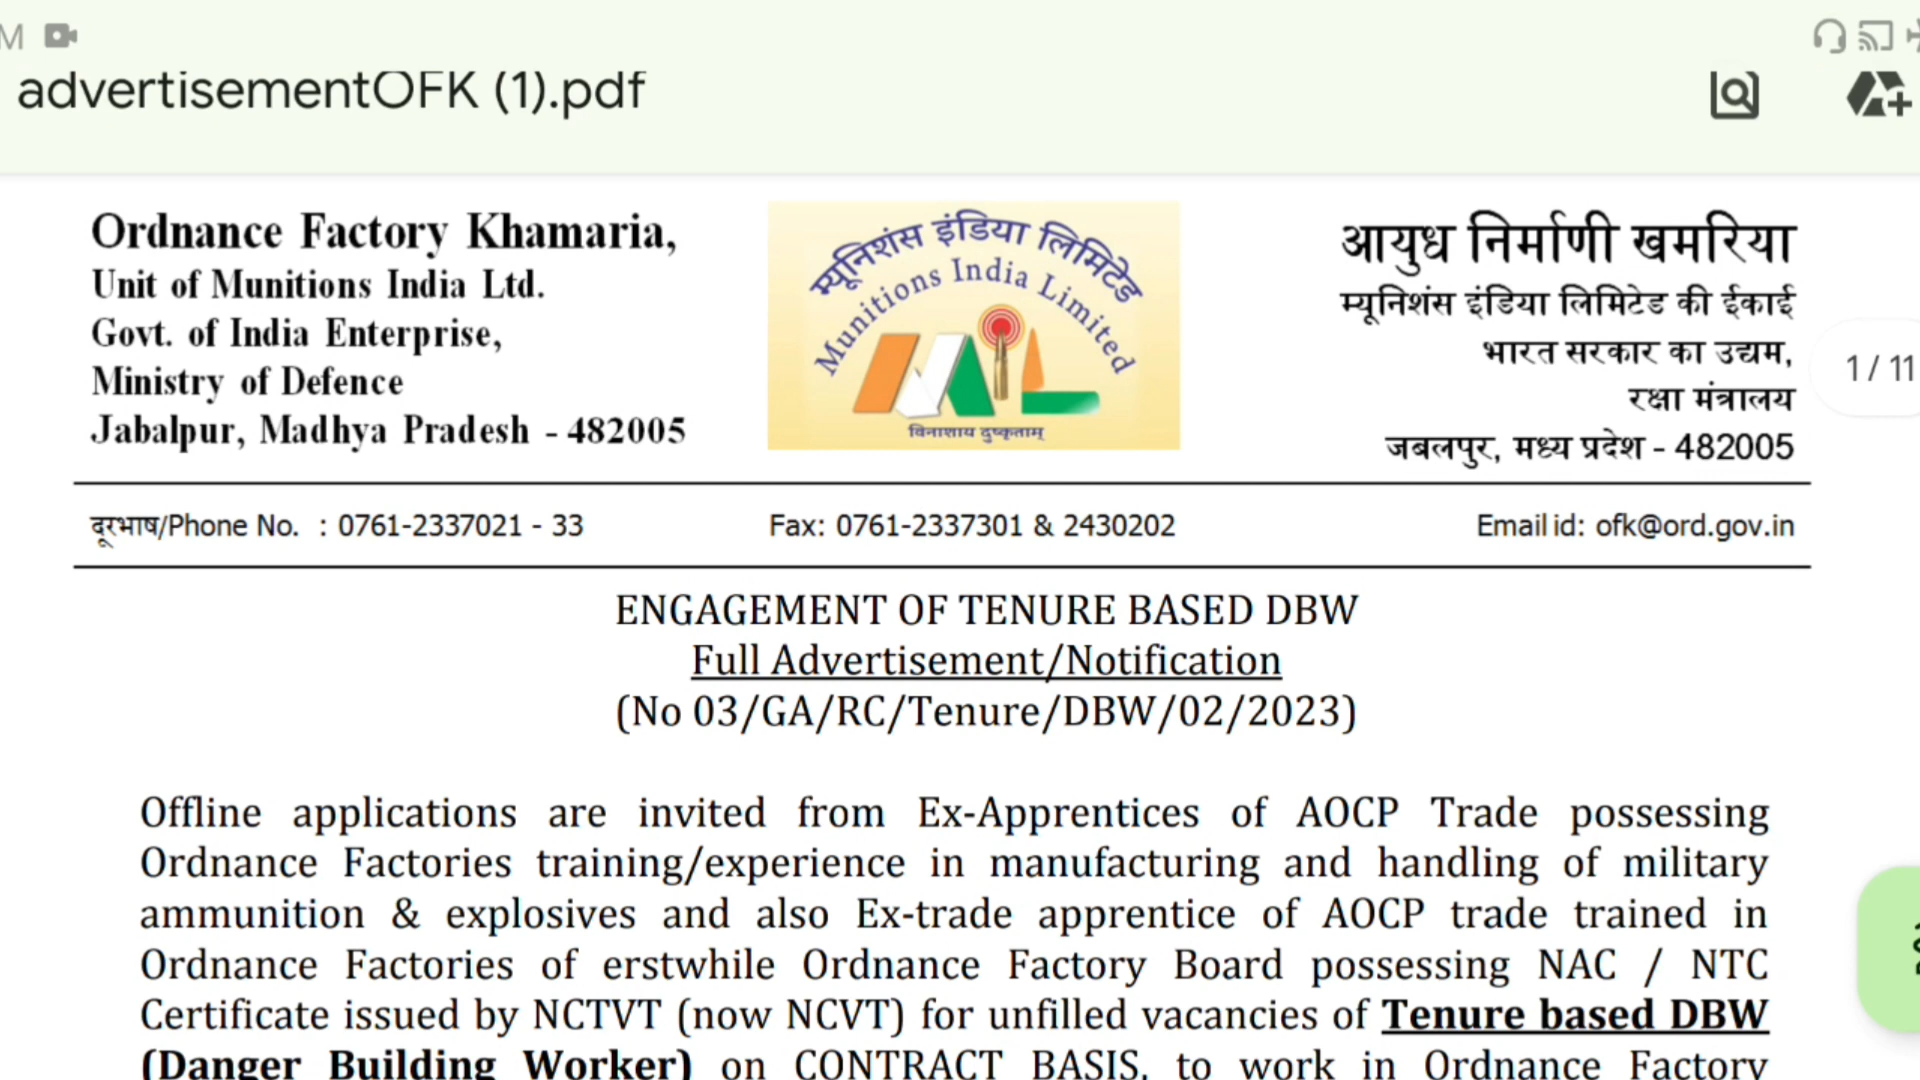 M
advertisementOFK (1).pdf
Ordnance Factory Khamaria,
Unit of Munitions India Ltd.
Govt. of India Enterprise,
Ministry of Defence
Jabalpur, Madhya Pradesh - 482005
म्यूनिशंस इंडिया लिमिटेड
Munitions India Limited
विनाशाय दुष्कृताम्
आयुध निर्माणी खमरिया
म्यूनिशंस इंडिया लिमिटेड की ईकाई
भारत सरकार का उद्यम,
रक्षा मंत्रालय
जबलपुर, मध्य प्रदेश - 482005
1 / 11
दूरभाष/Phone No. : 0761-2337021 - 33
Fax: 0761-2337301 & 2430202
Email id: ofk@ord.gov.in
ENGAGEMENT OF TENURE BASED DBW
Full Advertisement/Notification
(No 03/GA/RC/Tenure/DBW/02/2023)
Offline applications are invited from Ex-Apprentices of AOCP Trade possessing
Ordnance Factories training/experience in manufacturing and handling of military
ammunition & explosives and also Ex-trade apprentice of AOCP trade trained in
Ordnance Factories of erstwhile Ordnance Factory Board possessing NAC / NTC
Certificate issued by NCTVT (now NCVT) for unfilled vacancies of Tenure based DBW
(Danger Building Worker) on CONTRACT BASIS, to work in Ordnance Factory